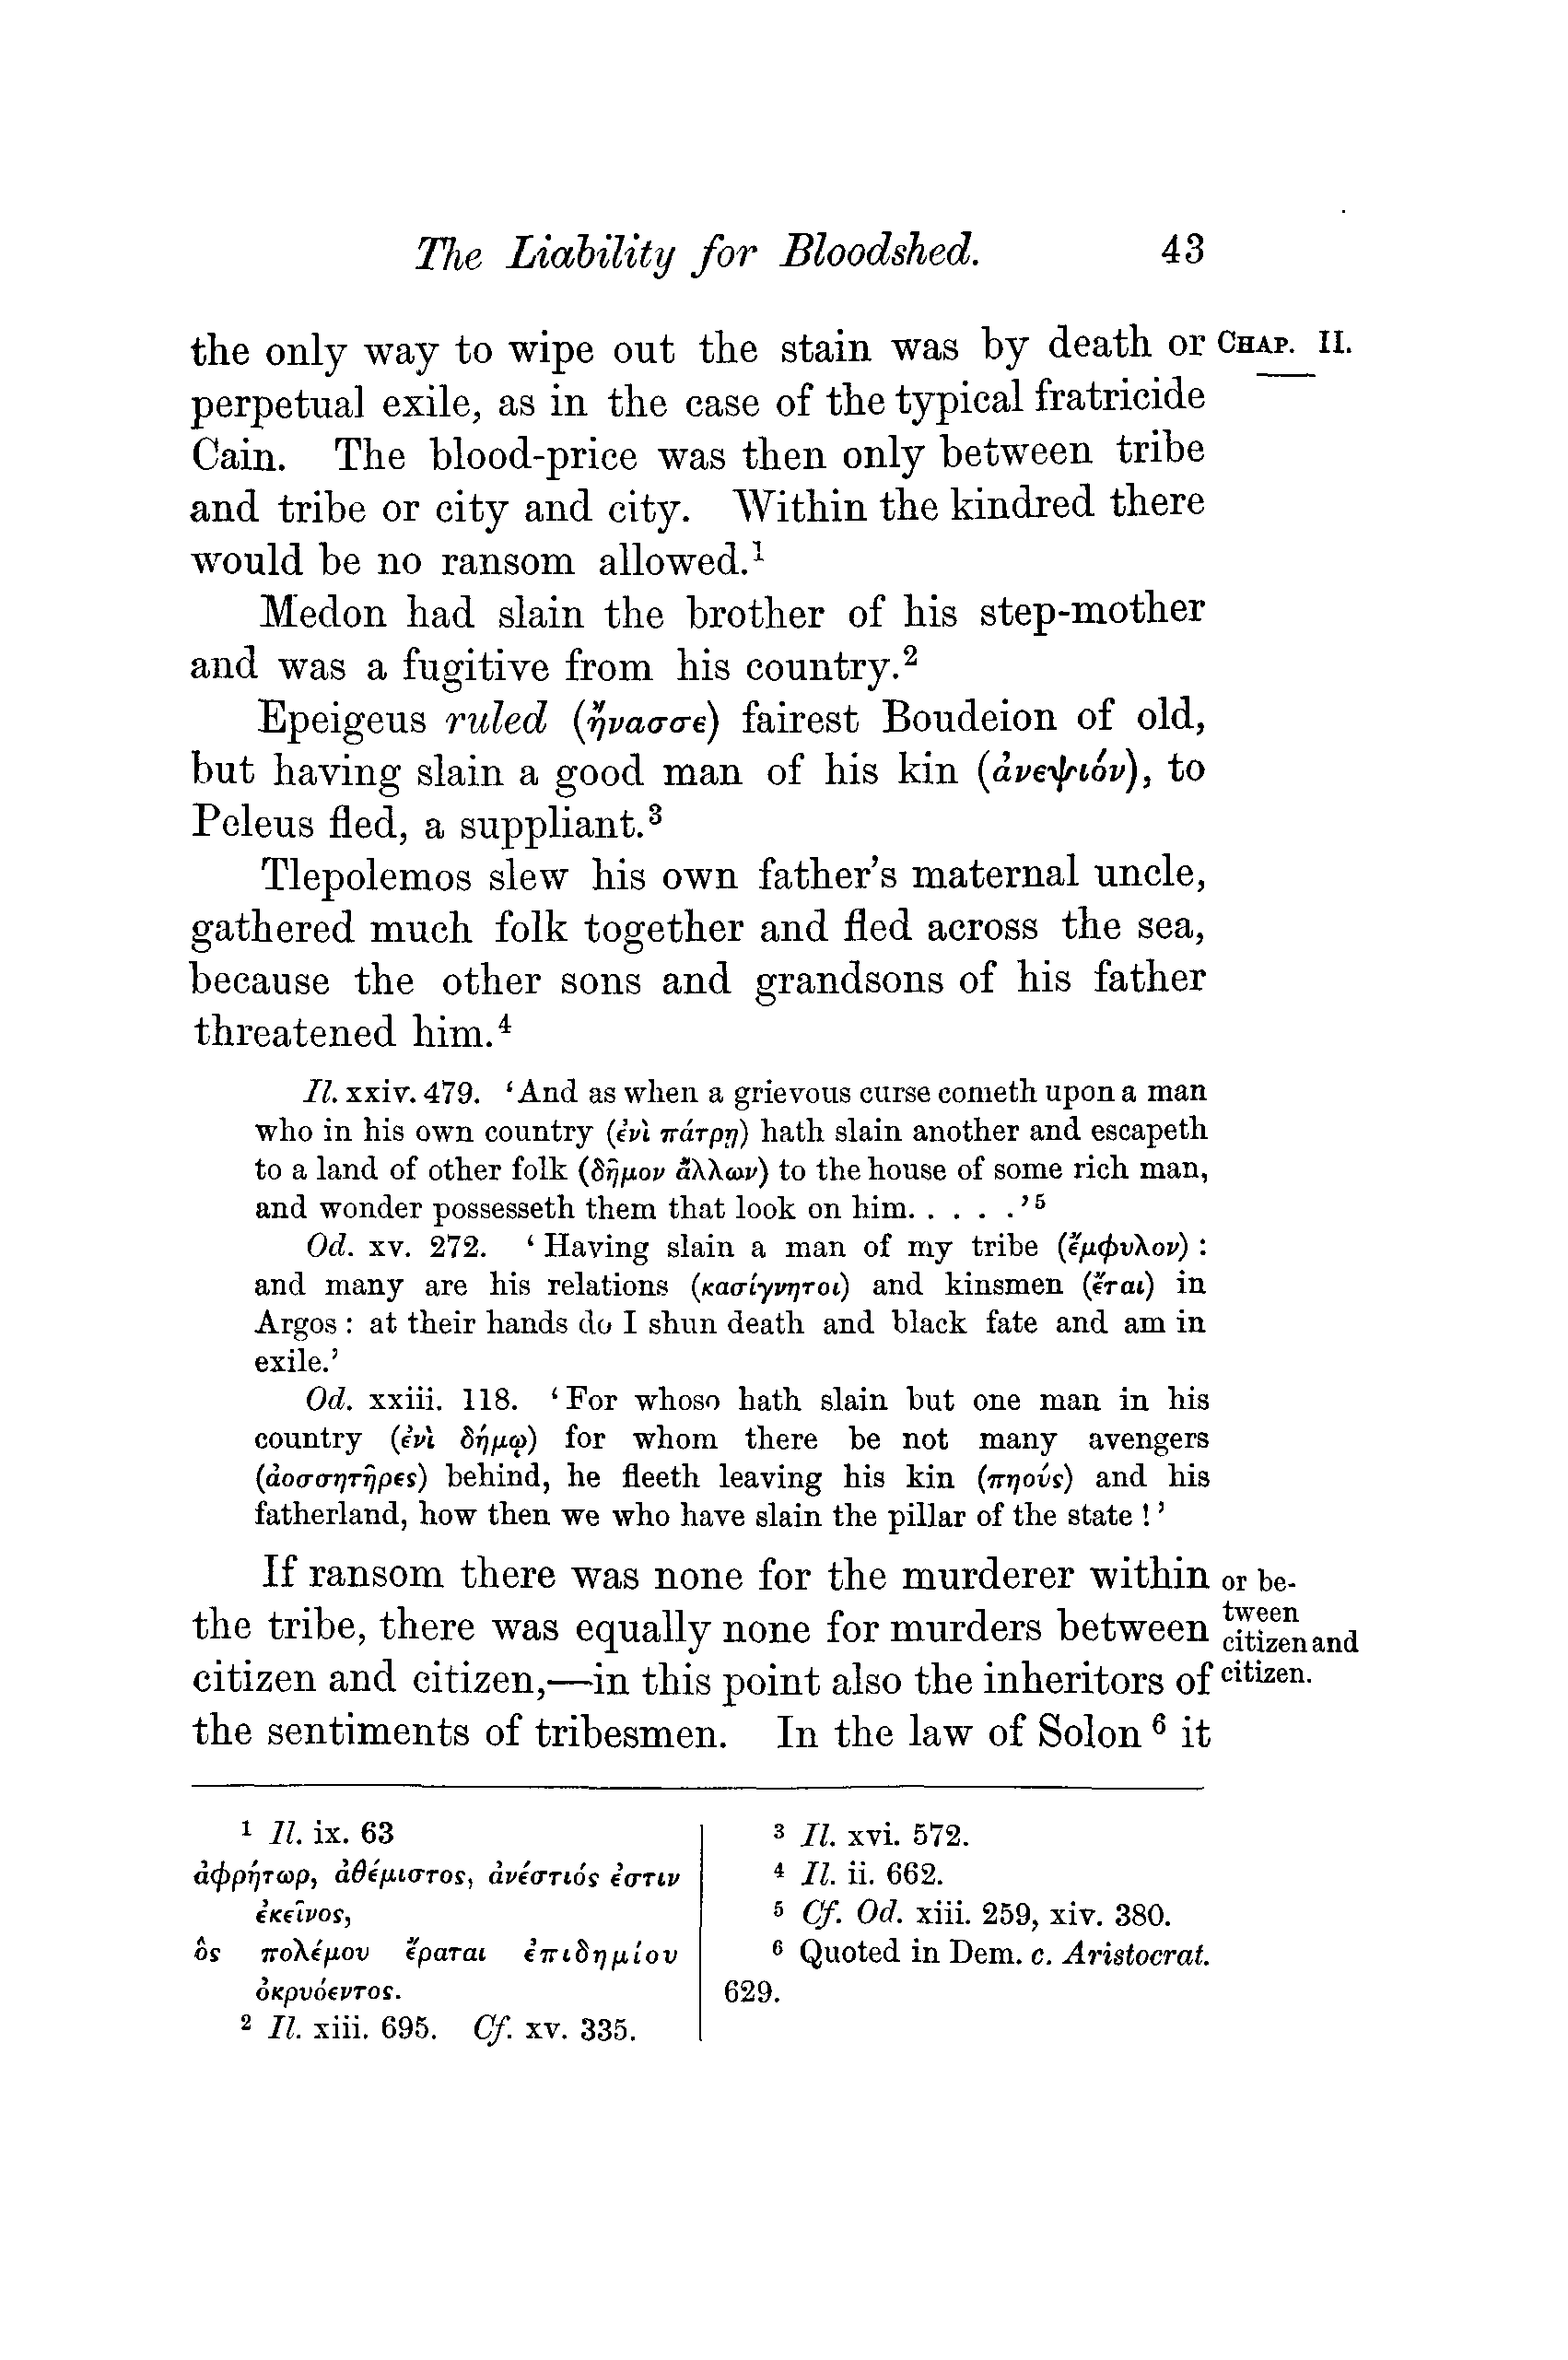 The Liability for Bloodshed. 43
the only way to wipe out the stain was by death or CHAP. II.
perpetual exile, as in the case of the typical fratricide
Cain. The blood-price was then only between tribe
and tribe or city and city. Within the kindred there
would be no ransom allowed.¹
Medon had slain the brother of his step-mother
and was a fugitive from his country.²
Epeigeus ruled (ἤνασσε) fairest Boudeion of old,
but having slain a good man of his kin (ἀνεψιόν), to
Peleus fled, a suppliant.³
Tlepolemos slew his own father's maternal uncle,
gathered much folk together and fled across the sea,
because the other sons and grandsons of his father
threatened him.⁴
Il. xxiv. 479. 'And as when a grievous curse cometh upon a man
who in his own country (ἐνὶ πάτρῃ) hath slain another and escapeth
to a land of other folk (δῆμον ἄλλων) to the house of some rich man,
and wonder possesseth them that look on him. . . . . .'⁵
Od. xv. 272. 'Having slain a man of my tribe (ἔμφυλον):
and many are his relations (κασίγνητοι) and kinsmen (ἔται) in
Argos: at their hands do I shun death and black fate and am in
exile.'
Od. xxiii. 118. 'For whoso hath slain but one man in his
country (ἐνὶ δήμῳ) for whom there be not many avengers
(ἀοσσητῆρες) behind, he fleeth leaving his kin (πηούς) and his
fatherland, how then we who have slain the pillar of the state!'
If ransom there was none for the murderer within
the tribe, there was equally none for murders between
citizen and citizen,—in this point also the inheritors of
the sentiments of tribesmen. In the law of Solon⁶ it
or be-
tween
citizen and
citizen.
¹ Il. ix. 63
ἀφρήτωρ, ἀθέμιστος, ἀνέστιός ἐστιν
ἐκεῖνος,
ὃς πολέμου ἔραται ἐπιδημίου
ὀκρυόεντος.
² Il. xiii. 695. Cf. xv. 335.
³ Il. xvi. 572.
⁴ Il. ii. 662.
⁵ Cf. Od. xiii. 259, xiv. 380.
⁶ Quoted in Dem. c. Aristocrat.
629.